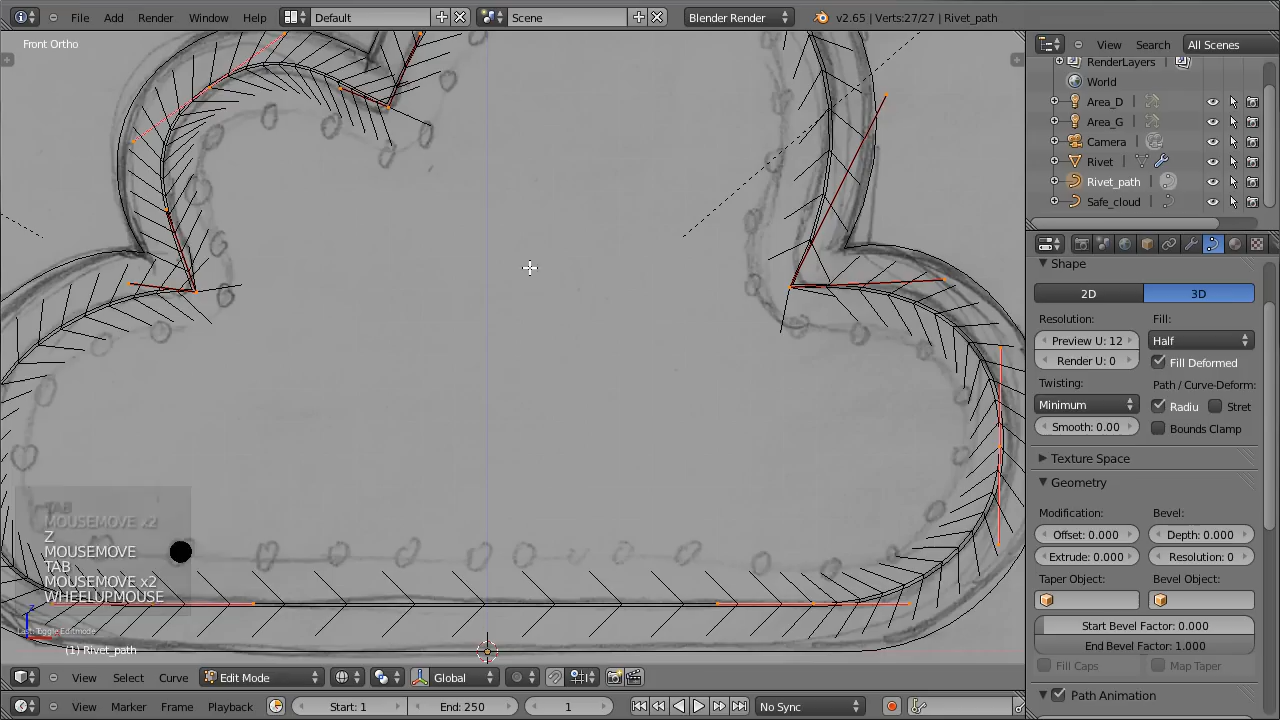 File Add Render Window Help Default Scene Blender Render v2.65 | Verts:27/27 | Rivet_path
Front Ortho
View Search All Scenes
RenderLayers
World
Area_D
Area_G
Camera
Rivet
Rivet_path
Safe_cloud
Shape
2D 3D
Resolution: Fill:
Preview U: 12 Half
Render U: 0 Fill Deformed
Twisting: Path / Curve-Deform:
Minimum Radiu Stret
Smooth: 0.00 Bounds Clamp
Texture Space
Geometry
Modification: Bevel:
Offset: 0.000 Depth: 0.000
Extrude: 0.000 Resolution: 0
Taper Object: Bevel Object:
Start Bevel Factor: 0.000
End Bevel Factor: 1.000
Fill Caps Map Taper
Path Animation
TAB
MOUSEMOVE x2
Z
MOUSEMOVE
TAB
MOUSEMOVE x2
WHEELUPMOUSE
Last: Toggle Editmode
(1) Rivet_path
View Select Curve Edit Mode Global
View Marker Frame Playback Start: 1 End: 250 1 No Sync